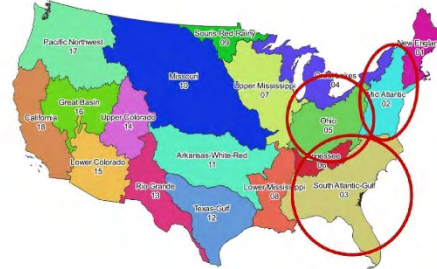 Pacific Northwest
17
Souris-Red-Rainy
09
New England
01
Missouri
10
Upper Mississippi
07
Great Lakes
04
Mid Atlantic
02
Great Basin
16
California
18
Upper Colorado
14
Ohio
05
Lower Colorado
15
Arkansas-White-Red
11
Tennessee
06
Rio-Grande
13
Texas-Gulf
12
Lower Mississippi
08
South Atlantic-Gulf
03